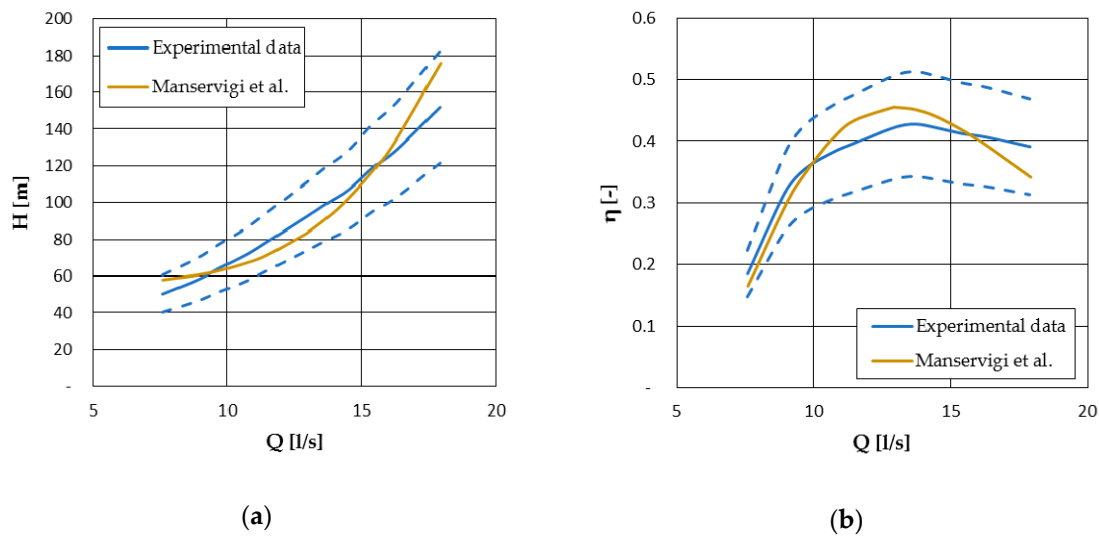 200
180
160
140
120
100
80
60
40
20
-
H [m]
Experimental data
Manservigi et al.
5
10
15
20
Q [l/s]
(a)
0.6
0.5
0.4
0.3
0.2
0.1
-
η [-]
Experimental data
Manservigi et al.
5
10
15
20
Q [l/s]
(b)